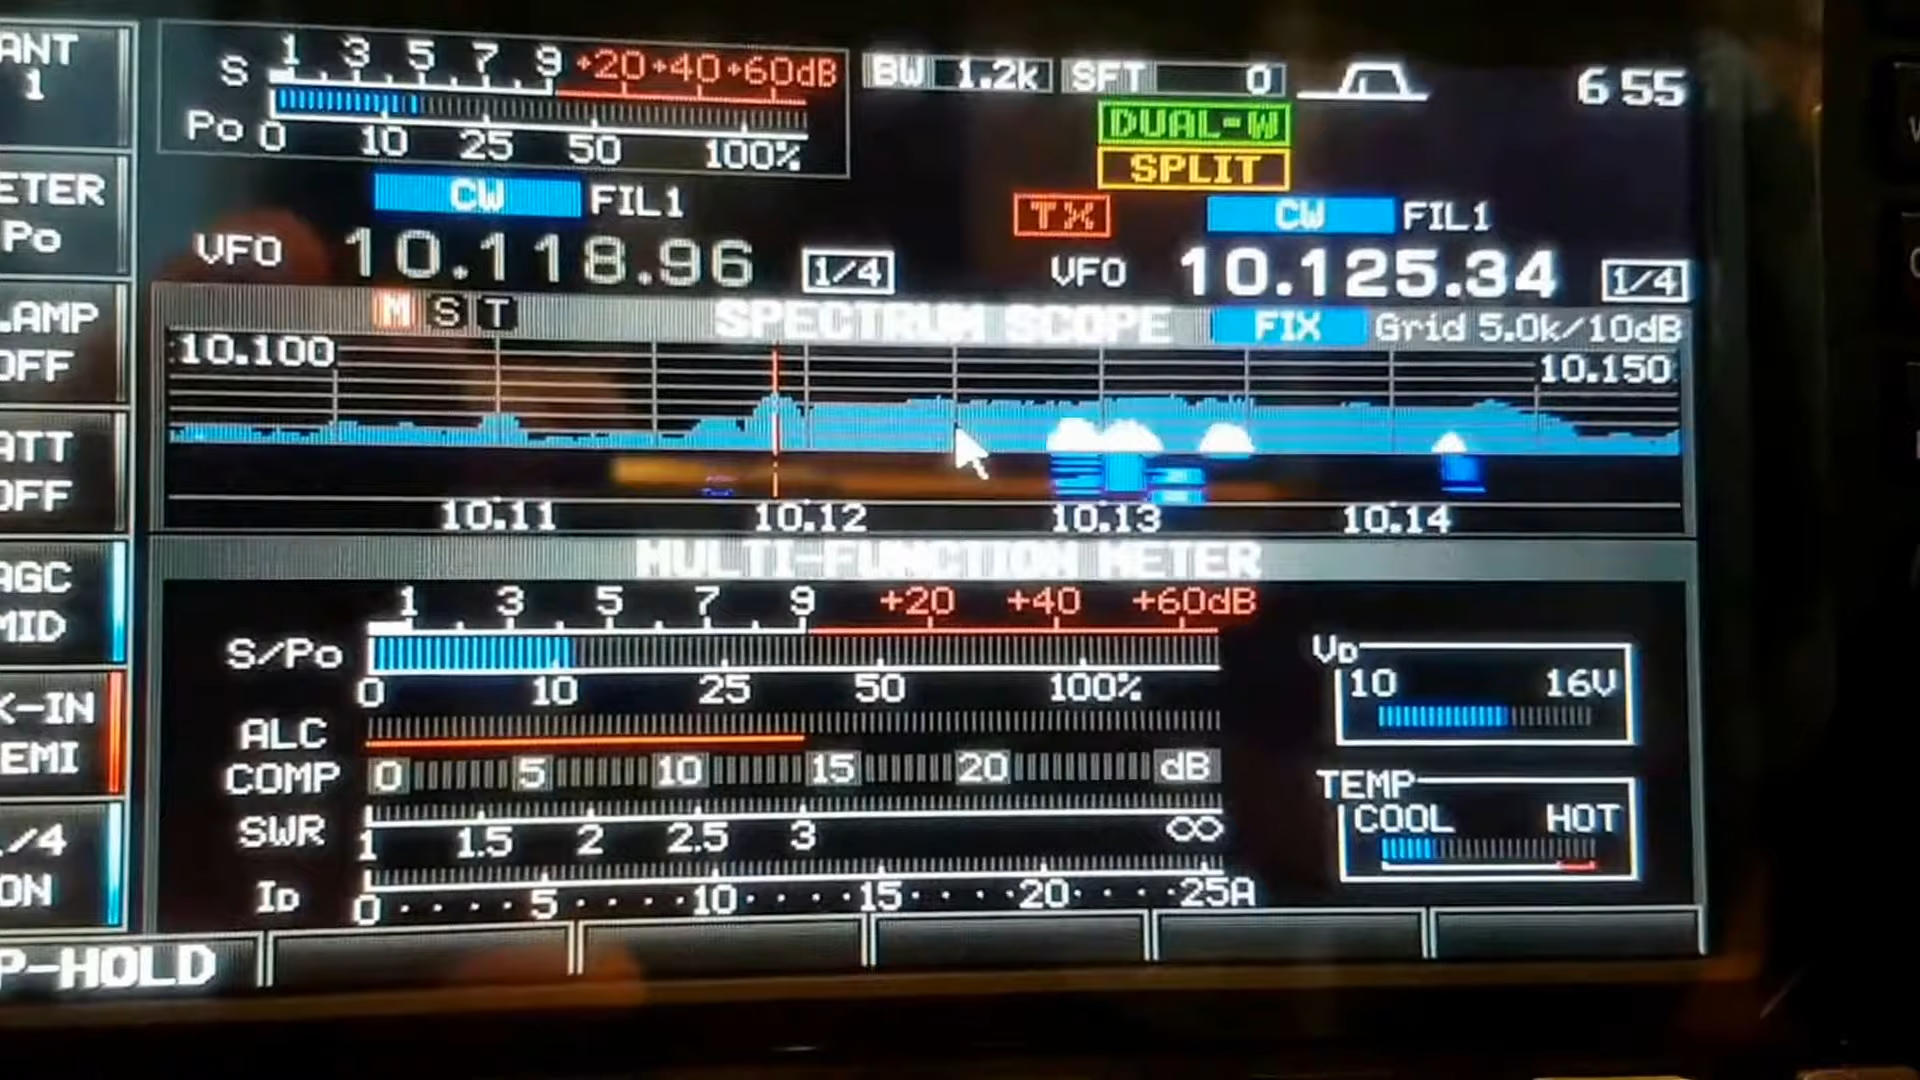 ANT
1
ETER
Po
.AMP
OFF
ATT
OFF
AGC
MID
K-IN
EMI
/4
ON
S 1 3 5 7 9 +20 +40 +60dB
Po 0 10 25 50 100%
BW 1.2k SFT 0
6 55
DUAL-W
SPLIT
CW FIL1
TX CW FIL1
VFO 10.118.96 1/4
VFO 10.125.34 1/4
M S T SPECTRUM SCOPE FIX Grid 5.0k/10dB
10.100 10.150
10.11 10.12 10.13 10.14
MULTI-FUNCTION METER
1 3 5 7 9 +20 +40 +60dB
S/Po
0 10 25 50 100%
ALC
COMP 0 5 10 15 20 dB
SWR 1 1.5 2 2.5 3 ∞
ID 0 5 10 15 20 25A
VD
10 16V
TEMP
COOL HOT
P-HOLD